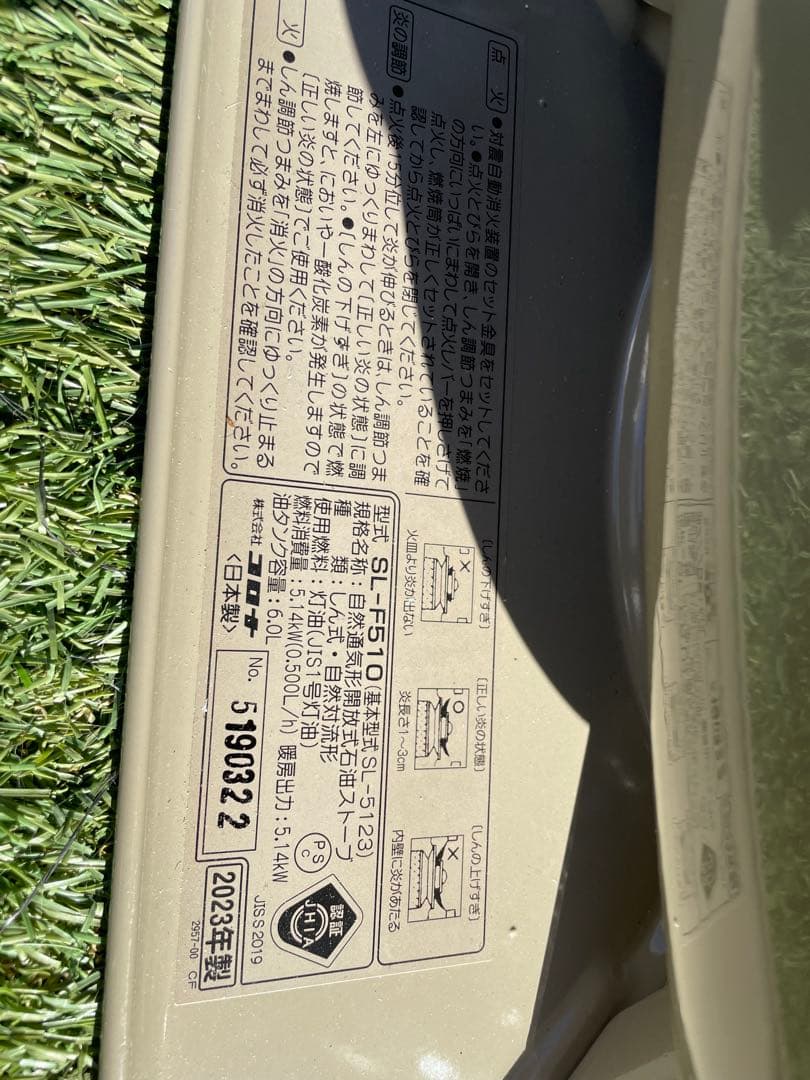 点火
●対震自動消火装置のセット金具をセットしてくださ
い。●点火とびらを開き、しん調節つまみを「燃焼」
の方向にいっぱいにまわして点火レバーを押しさげて
点火し、燃焼筒が正しくセットされていることを確
認してから点火とびらを閉じてください。
炎の調節
●点火後15分位して炎が伸びるときは、しん調節つま
みを左にゆっくりまわして〔正しい炎の状態〕に調
節してください。●〔しんの下げすぎ〕の状態で燃
焼しますと、においや一酸化炭素が発生しますので
〔正しい炎の状態〕でご使用ください。
火
●しん調節つまみを「消火」の方向にゆっくり止まる
までまわして必ず消火したことを確認してください。
〔しんの下げすぎ〕
火皿より炎が出ない
〔正しい炎の状態〕
炎長さ1~3cm
〔しんの上げすぎ〕
内壁に炎があたる
型式 SL-F510(基本型式 SL-5123)
規格名称:自然通気形開放式石油ストーブ
種類:しん式・自然対流形
使用燃料:灯油(JIS1号灯油)
燃料消費量:5.14kW(0.500L/h) 暖房出力:5.14kW
油タンク容量:6.0L
株式会社コロナ
<日本製>
No. 5190322
PSC
認証
JHIA
JIS S 2019
2023年製
2957-00 CF